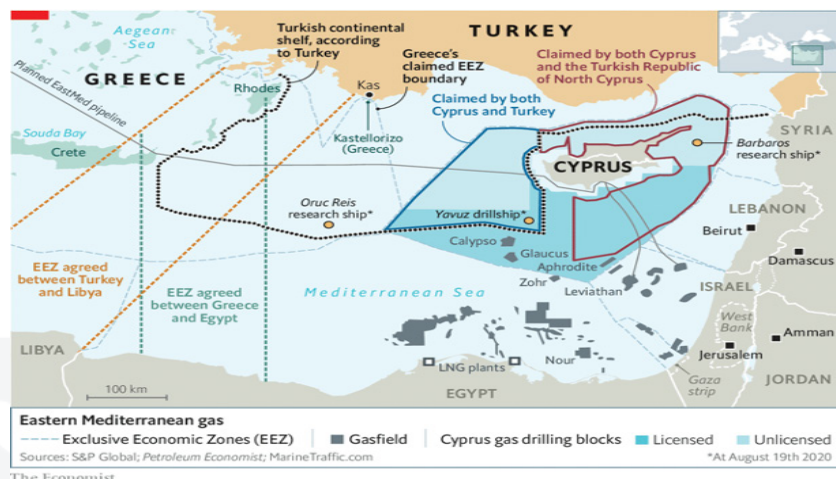 Aegean
Sea
GREECE
Planned EastMed pipeline
Souda Bay
Crete
Rhodes
Turkish continental
shelf, according
to Turkey
TURKEY
Greece's
claimed EEZ
boundary
Kas
Kastellorizo
(Greece)
Claimed by both
Cyprus and Turkey
Claimed by both Cyprus
and the Turkish Republic
of North Cyprus
SYRIA
Barbaros
research ship*
CYPRUS
Oruc Reis
research ship*
Yavuz drillship*
LEBANON
Beirut
Damascus
Calypso
Glaucus
Aphrodite
Zohr
Leviathan
ISRAEL
EEZ agreed
between Turkey
and Libya
EEZ agreed
between Greece
and Egypt
Mediterranean Sea
West
Bank
Amman
Jerusalem
LIBYA
LNG plants
Nour
Gaza
strip
JORDAN
100 km
EGYPT
Eastern Mediterranean gas
Exclusive Economic Zones (EEZ)
Gasfield
Cyprus gas drilling blocks
Licensed
Unlicensed
Sources: S&P Global; Petroleum Economist; MarineTraffic.com
*At August 19th 2020
The Economist